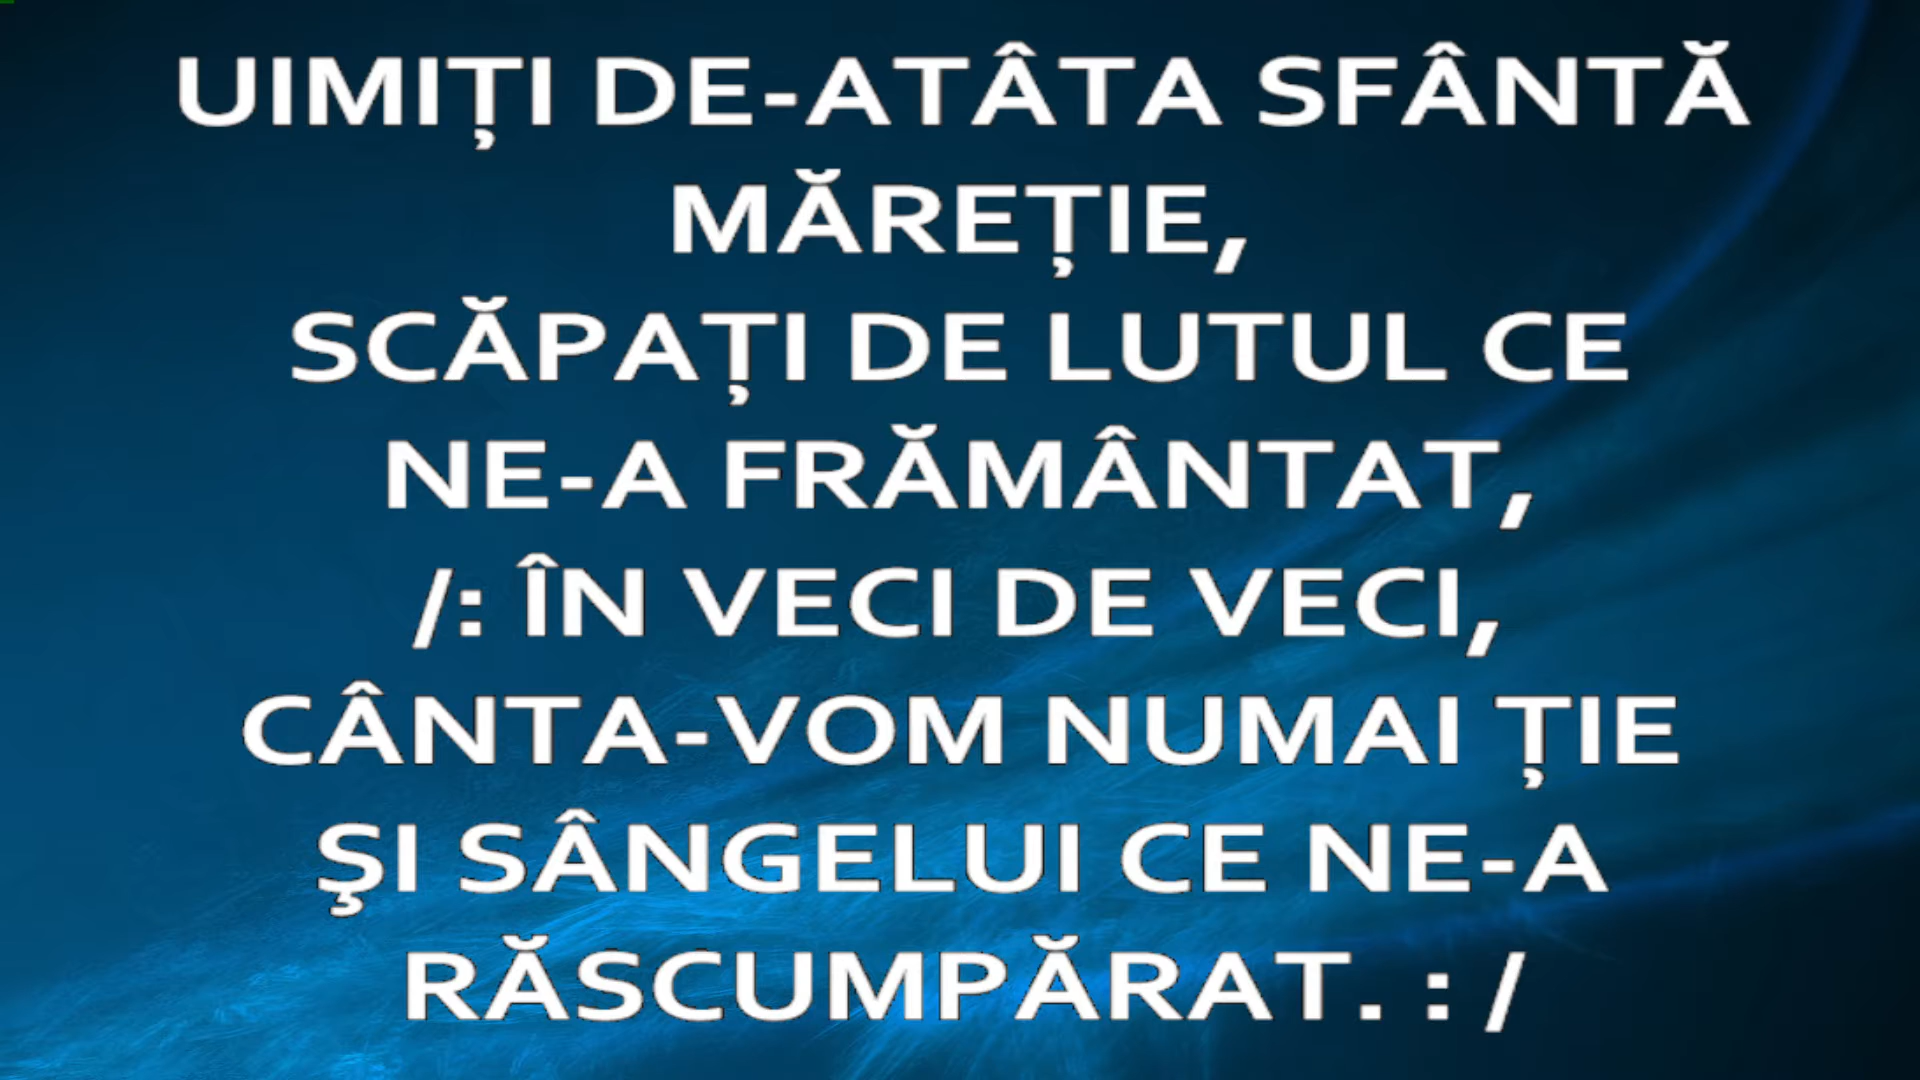 UIMIȚI DE-ATÂTA SFÂNTĂ
MĂREȚIE,
SCĂPAȚI DE LUTUL CE
NE-A FRĂMÂNTAT,
/: ÎN VECI DE VECI,
CÂNTA-VOM NUMAI ȚIE
ŞI SÂNGELUI CE NE-A
RĂSCUMPĂRAT. : /